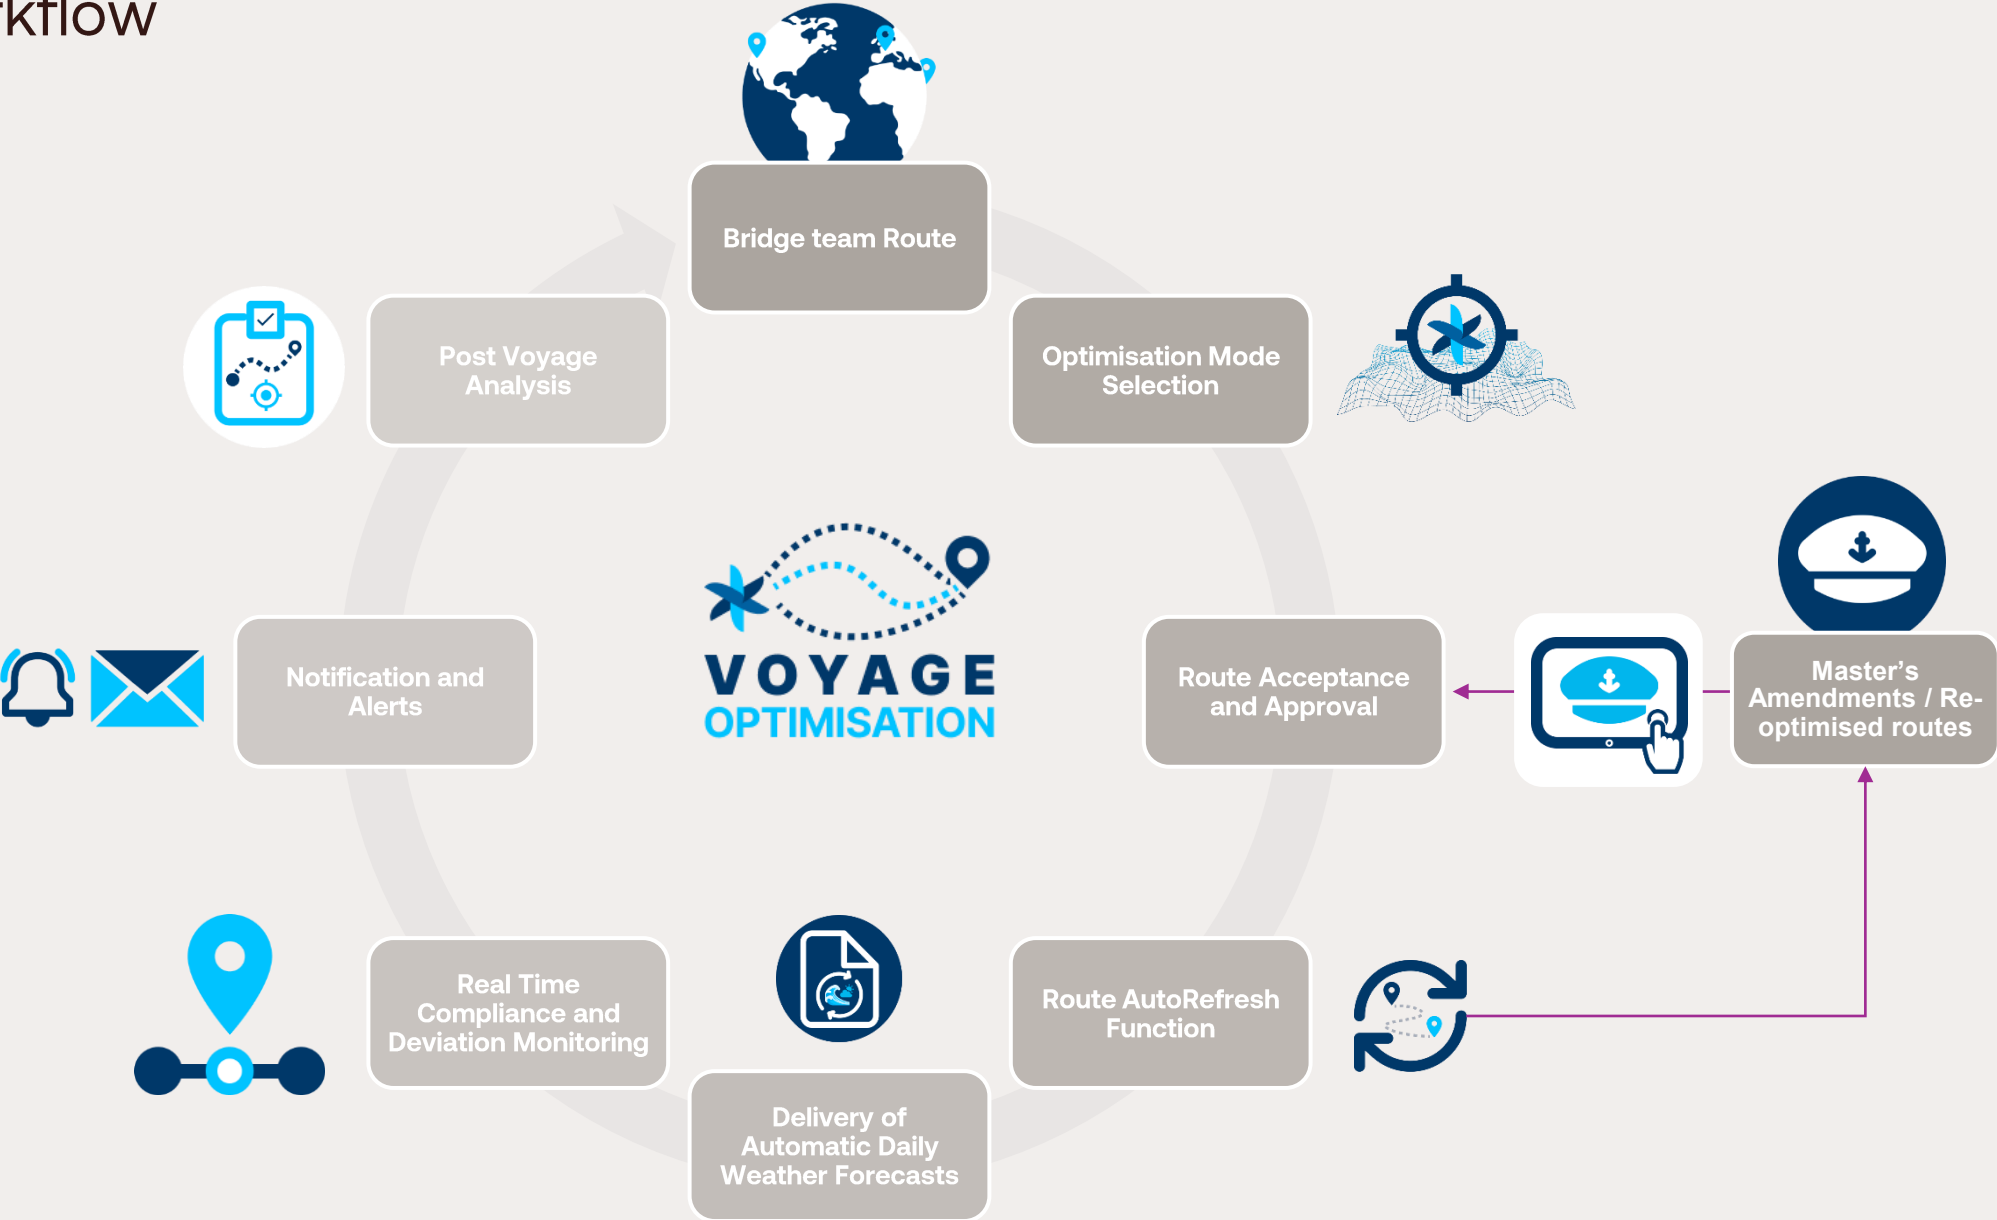 rkflow
Bridge team Route
Post Voyage
Analysis
Optimisation Mode
Selection
VOYAGE
OPTIMISATION
Notification and
Alerts
Route Acceptance
and Approval
Master’s
Amendments / Re-
optimised routes
Real Time
Compliance and
Deviation Monitoring
Route AutoRefresh
Function
Delivery of
Automatic Daily
Weather Forecasts